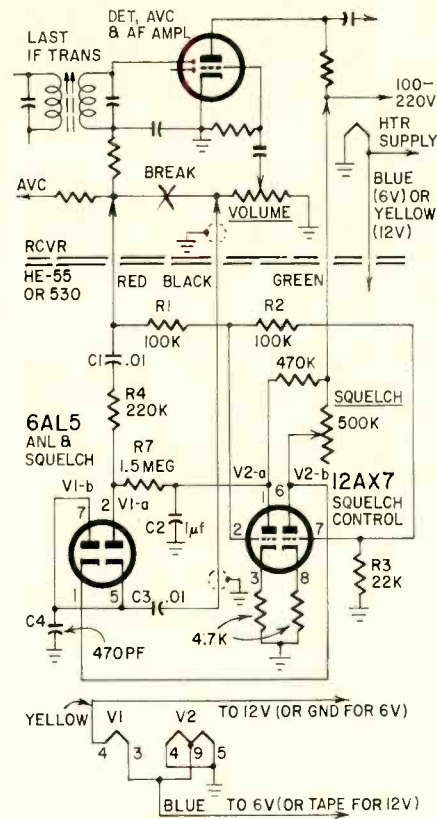 DET, AVC
& AF AMPL
LAST
IF TRANS
100-
220V
HTR
SUPPLY
BREAK
AVC
VOLUME
BLUE
(6V) OR
YELLOW
(12V)
RCVR
HE-55
OR 530
RED
BLACK
GREEN
R1
100K
R2
100K
C1
.01
470K
R4
220K
SQUELCH
500K
6AL5
ANL &
SQUELCH
R7
1.5 MEG
V2-a
V2-b
12AX7
SQUELCH
CONTROL
V1-b
7
2
V1-a
C2
1µf
1
6
2
7
1
5
C3
.01
3
8
R3
22K
C4
470PF
4.7K
YELLOW
V1
V2
TO 12V (OR GND FOR 6V)
4
3
4
9
5
BLUE
TO 6V (OR TAPE FOR 12V)